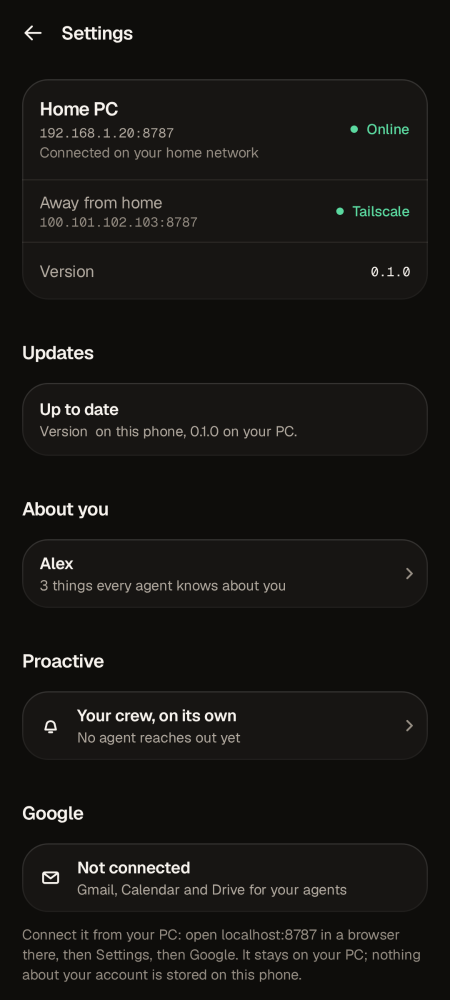 Settings
Home PC
192.168.1.20:8787
Connected on your home network
Online
Away from home
100.101.102.103:8787
Tailscale
Version
0.1.0
Updates
Up to date
Version  on this phone, 0.1.0 on your PC.
About you
Alex
3 things every agent knows about you
Proactive
Your crew, on its own
No agent reaches out yet
Google
Not connected
Gmail, Calendar and Drive for your agents
Connect it from your PC: open localhost:8787 in a browser
there, then Settings, then Google. It stays on your PC; nothing
about your account is stored on this phone.